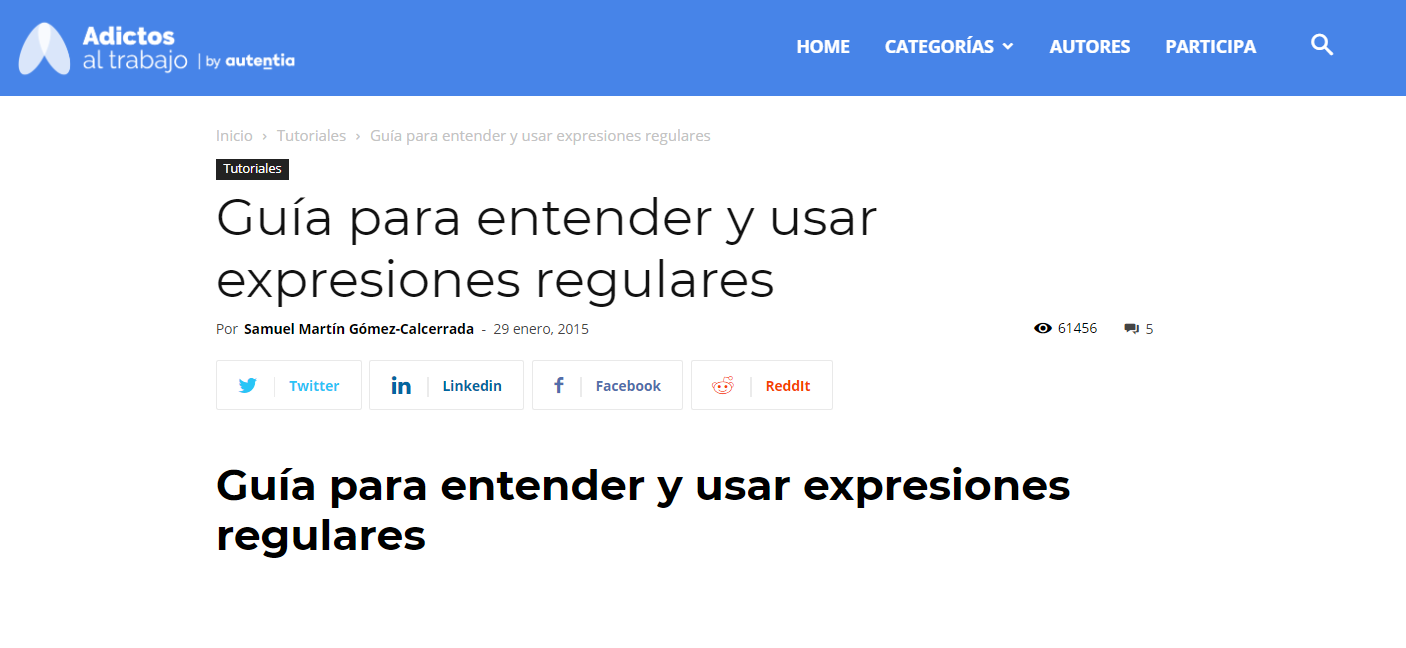 Adictos
al trabajo | by autentia
HOME CATEGORÍAS AUTORES PARTICIPA
Inicio › Tutoriales › Guía para entender y usar expresiones regulares
Tutoriales
Guía para entender y usar
expresiones regulares
Por Samuel Martín Gómez-Calcerrada - 29 enero, 2015 61456 5
Twitter Linkedin Facebook ReddIt
Guía para entender y usar expresiones
regulares